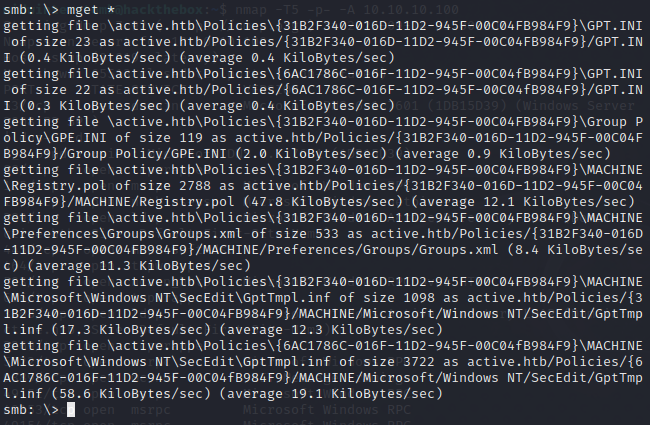 smb: \> mget *
getting file \active.htb\Policies\{31B2F340-016D-11D2-945F-00C04FB984F9}\GPT.INI
of size 23 as active.htb/Policies/{31B2F340-016D-11D2-945F-00C04FB984F9}/GPT.IN
I (0.4 KiloBytes/sec) (average 0.4 KiloBytes/sec)
getting file \active.htb\Policies\{6AC1786C-016F-11D2-945F-00C04fB984F9}\GPT.INI
of size 22 as active.htb/Policies/{6AC1786C-016F-11D2-945F-00C04fB984F9}/GPT.IN
I (0.3 KiloBytes/sec) (average 0.4 KiloBytes/sec)
getting file \active.htb\Policies\{31B2F340-016D-11D2-945F-00C04FB984F9}\Group P
olicy\GPE.INI of size 119 as active.htb/Policies/{31B2F340-016D-11D2-945F-00C04F
B984F9}/Group Policy/GPE.INI (2.0 KiloBytes/sec) (average 0.9 KiloBytes/sec)
getting file \active.htb\Policies\{31B2F340-016D-11D2-945F-00C04FB984F9}\MACHINE
\Registry.pol of size 2788 as active.htb/Policies/{31B2F340-016D-11D2-945F-00C04
FB984F9}/MACHINE/Registry.pol (47.8 KiloBytes/sec) (average 12.1 KiloBytes/sec)
getting file \active.htb\Policies\{31B2F340-016D-11D2-945F-00C04FB984F9}\MACHINE
\Preferences\Groups\Groups.xml of size 533 as active.htb/Policies/{31B2F340-016D
-11D2-945F-00C04FB984F9}/MACHINE/Preferences/Groups/Groups.xml (8.4 KiloBytes/se
c) (average 11.3 KiloBytes/sec)
getting file \active.htb\Policies\{31B2F340-016D-11D2-945F-00C04FB984F9}\MACHINE
\Microsoft\Windows NT\SecEdit\GptTmpl.inf of size 1098 as active.htb/Policies/{3
1B2F340-016D-11D2-945F-00C04FB984F9}/MACHINE/Microsoft/Windows NT/SecEdit/GptTmp
l.inf (17.3 KiloBytes/sec) (average 12.3 KiloBytes/sec)
getting file \active.htb\Policies\{6AC1786C-016F-11D2-945F-00C04fB984F9}\MACHINE
\Microsoft\Windows NT\SecEdit\GptTmpl.inf of size 3722 as active.htb/Policies/{6
AC1786C-016F-11D2-945F-00C04fB984F9}/MACHINE/Microsoft/Windows NT/SecEdit/GptTmp
l.inf (58.6 KiloBytes/sec) (average 19.1 KiloBytes/sec)
smb: \>